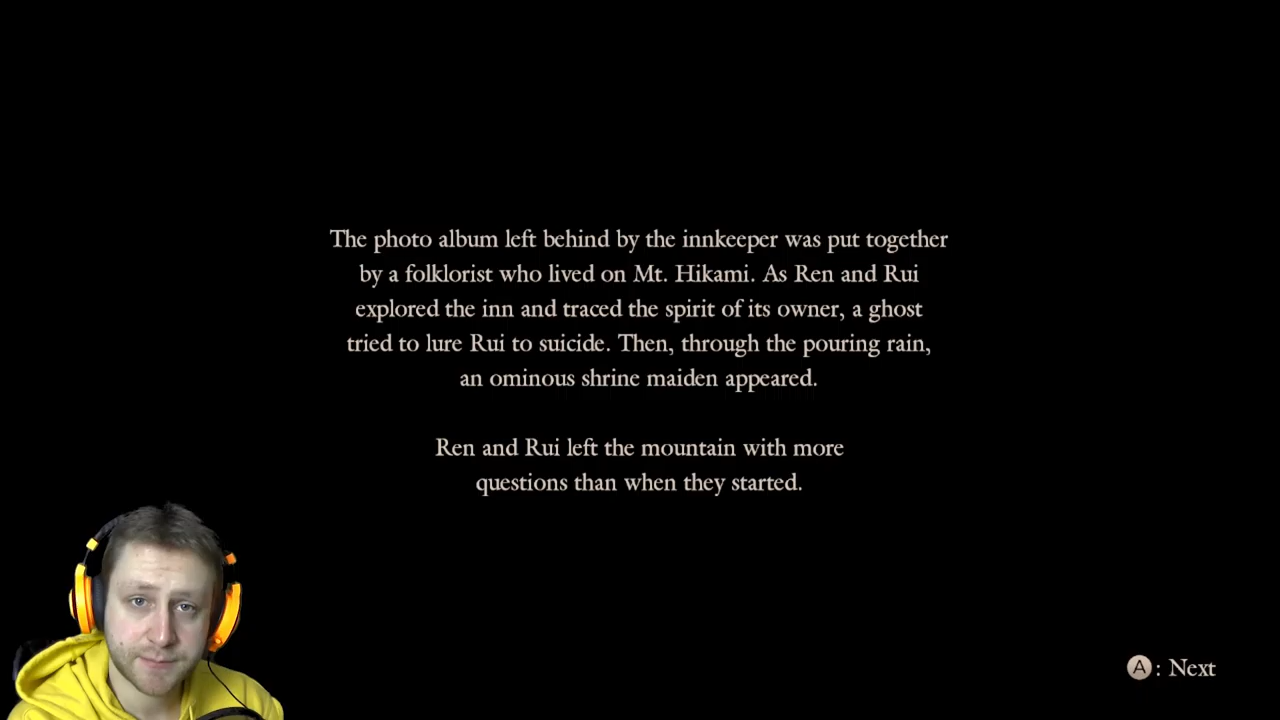 The photo album left behind by the innkeeper was put together
by a folklorist who lived on Mt. Hikami. As Ren and Rui
explored the inn and traced the spirit of its owner, a ghost
tried to lure Rui to suicide. Then, through the pouring rain,
an ominous shrine maiden appeared.
Ren and Rui left the mountain with more
questions than when they started.
A : Next